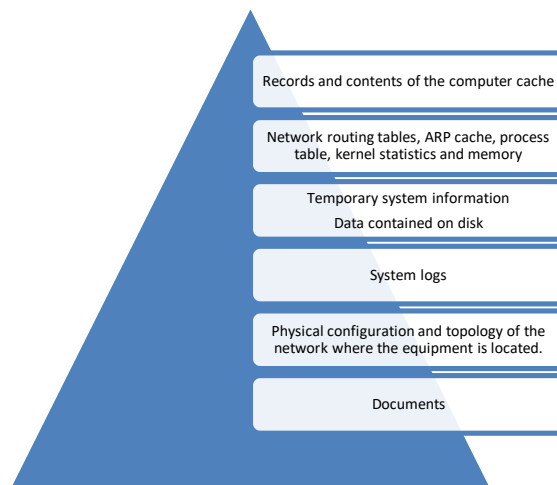 Records and contents of the computer cache
Network routing tables, ARP cache, process
table, kernel statistics and memory
Temporary system information
Data contained on disk
System logs
Physical configuration and topology of the
network where the equipment is located.
Documents